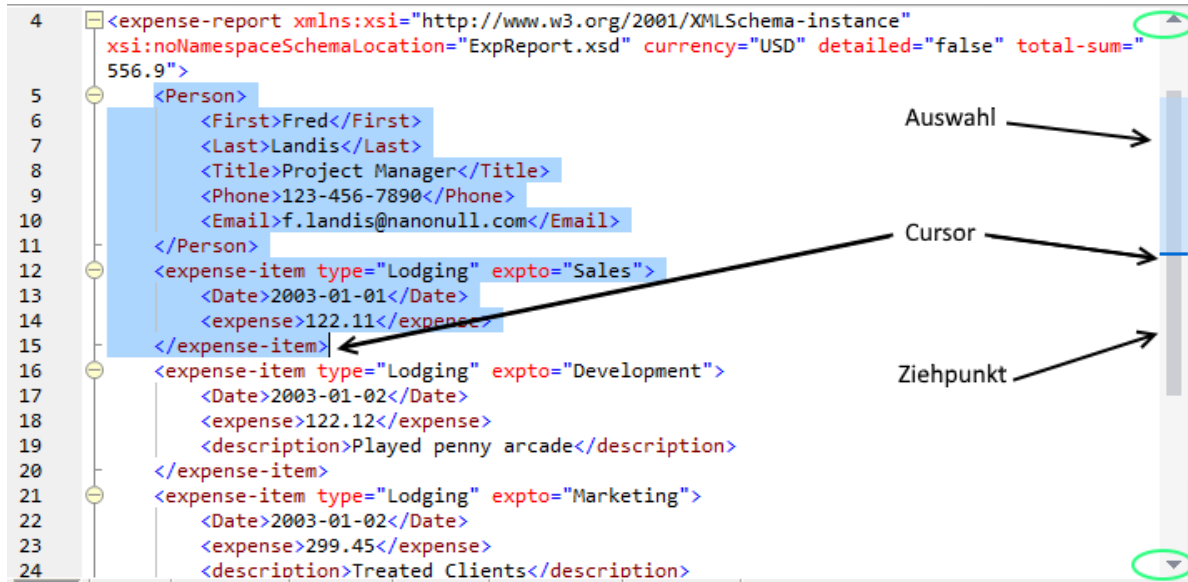 4 <expense-report xmlns:xsi="http://www.w3.org/2001/XMLSchema-instance"
xsi:noNamespaceSchemaLocation="ExpReport.xsd" currency="USD" detailed="false" total-sum="
556.9">
5 <Person>
6 <First>Fred</First>
Auswahl
7 <Last>Landis</Last>
8 <Title>Project Manager</Title>
9 <Phone>123-456-7890</Phone>
10 <Email>f.landis@nanonull.com</Email>
Cursor
11 </Person>
12 <expense-item type="Lodging" expto="Sales">
13 <Date>2003-01-01</Date>
14 <expense>122.11</expense>
15 </expense-item>
16 <expense-item type="Lodging" expto="Development">
Ziehpunkt
17 <Date>2003-01-02</Date>
18 <expense>122.12</expense>
19 <description>Played penny arcade</description>
20 </expense-item>
21 <expense-item type="Lodging" expto="Marketing">
22 <Date>2003-01-02</Date>
23 <expense>299.45</expense>
24 <description>Treated Clients</description>